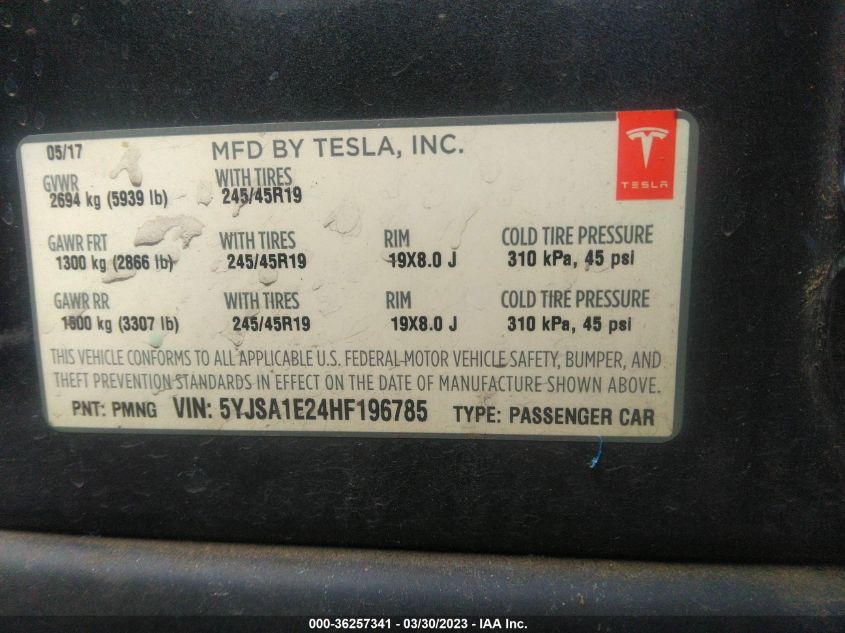 05/17 MFD BY TESLA, INC.
TESLA
GVWR WITH TIRES
2694 kg (5939 lb) 245/45R19
GAWR FRT WITH TIRES RIM COLD TIRE PRESSURE
1300 kg (2866 lb) 245/45R19 19X8.0 J 310 kPa, 45 psi
GAWR RR WITH TIRES RIM COLD TIRE PRESSURE
1500 kg (3307 lb) 245/45R19 19X8.0 J 310 kPa, 45 psi
THIS VEHICLE CONFORMS TO ALL APPLICABLE U.S. FEDERAL-MOTOR VEHICLE SAFETY, BUMPER, AND
THEFT PREVENTION STANDARDS IN EFFECT ON THE DATE OF MANUFACTURE SHOWN ABOVE.
PNT: PMNG VIN: 5YJSA1E24HF196785 TYPE: PASSENGER CAR
000-36257341 — 03/30/2023 — IAA Inc.